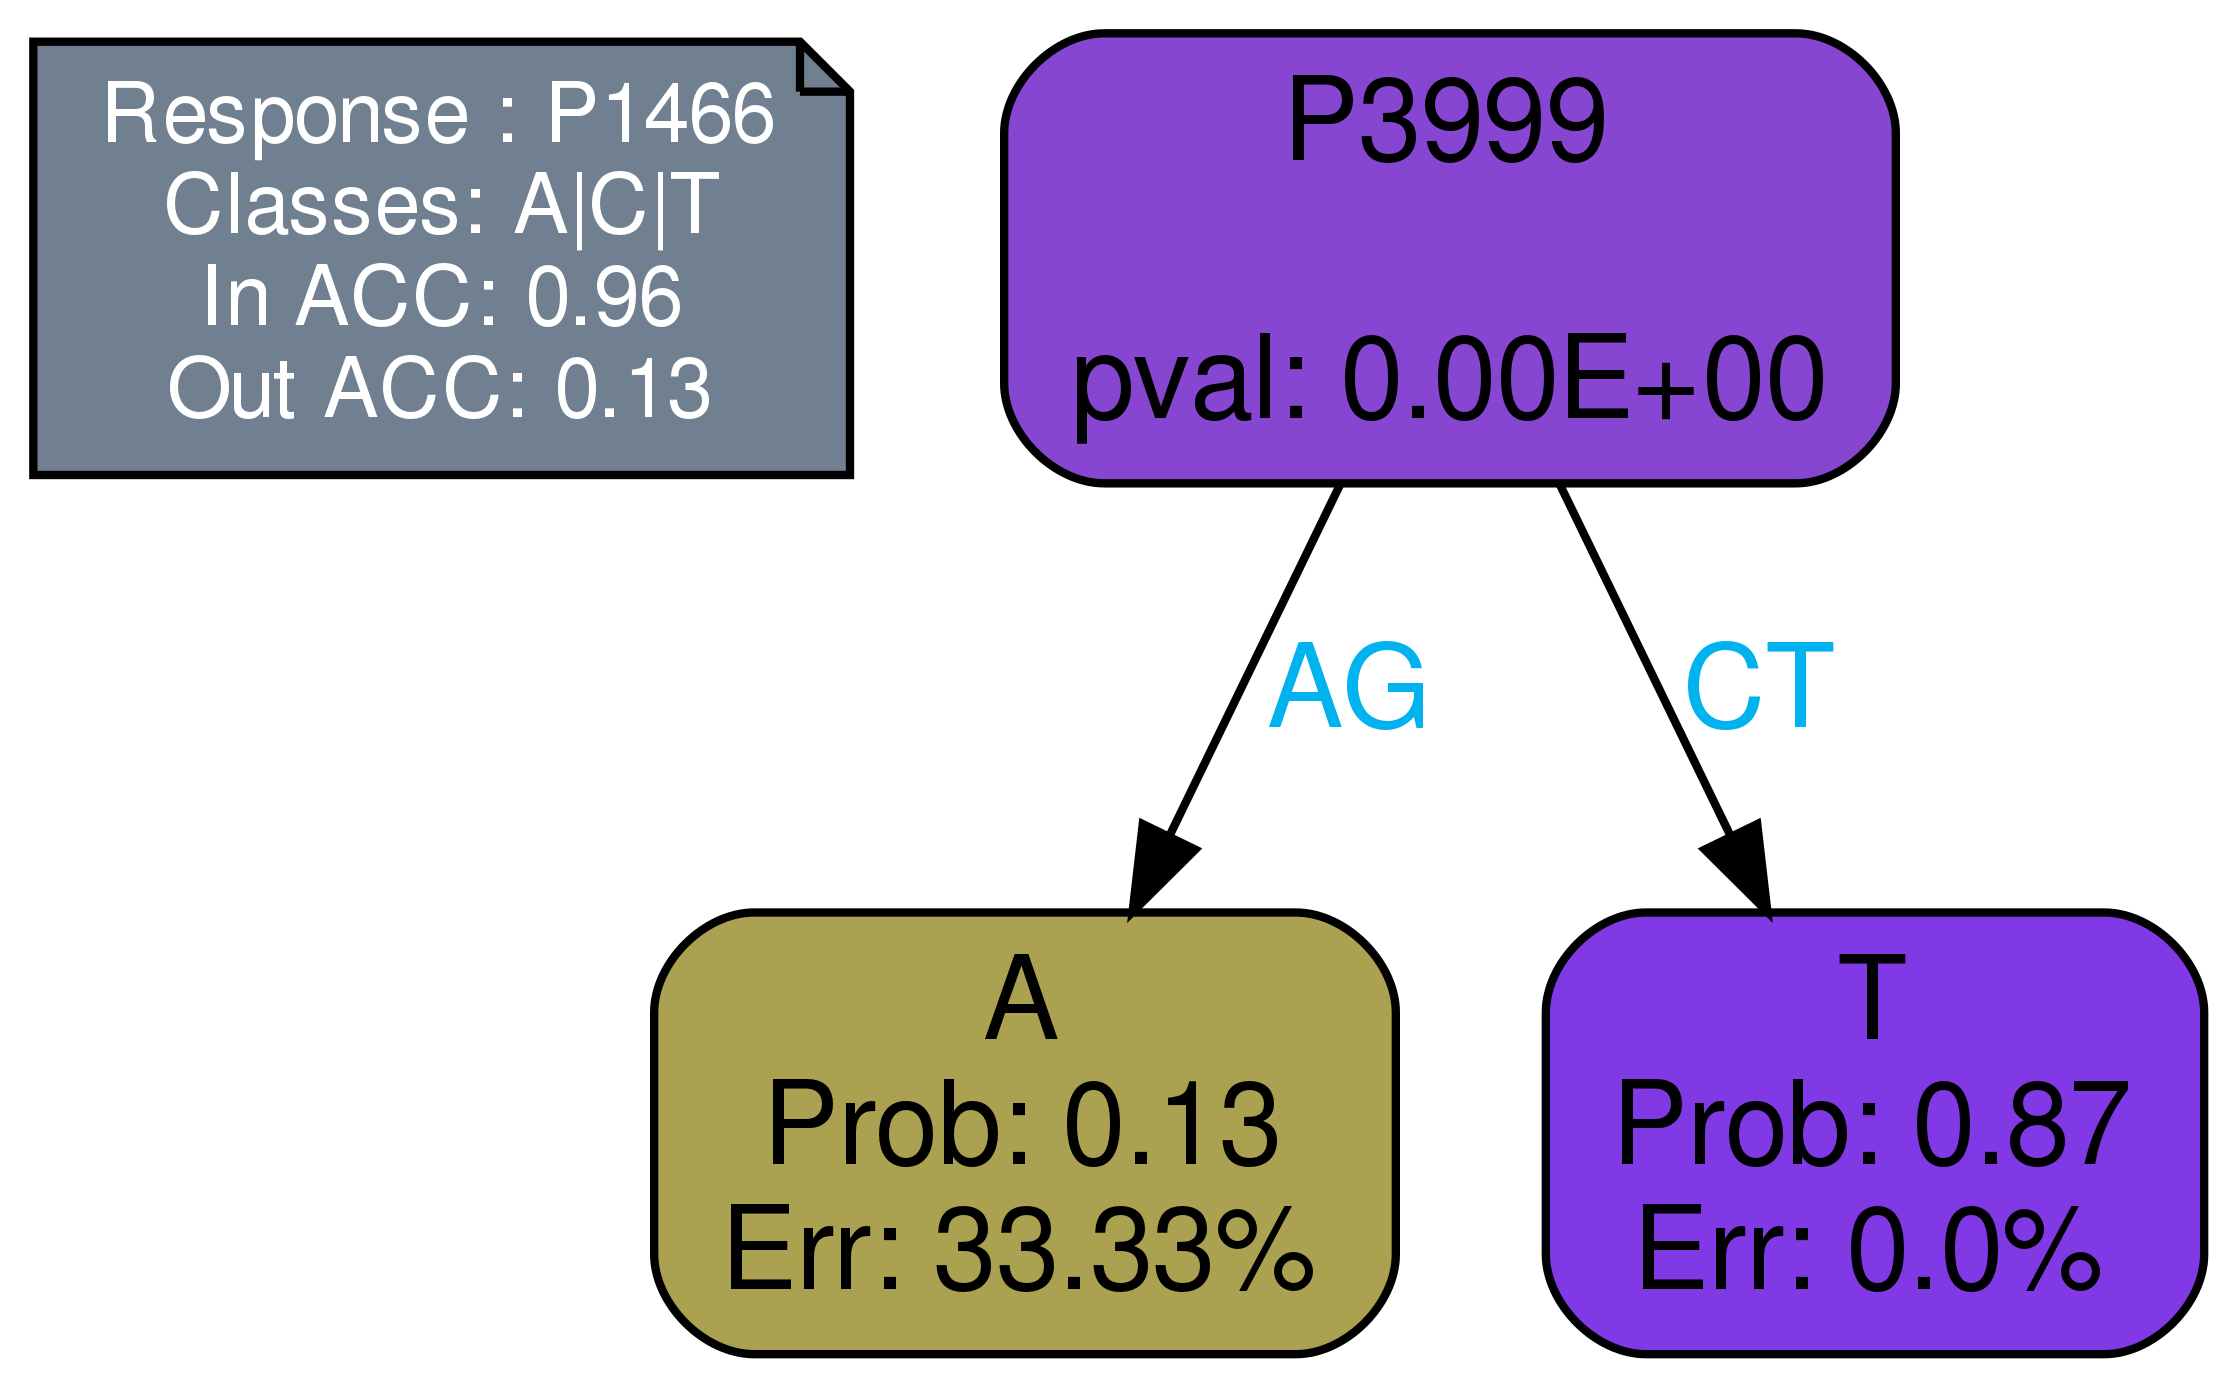 Response : P1466
Classes: A|C|T
In ACC: 0.96
Out ACC: 0.13
P3999
pval: 0.00E+00
AG
CT
A
Prob: 0.13
Err: 33.33%
T
Prob: 0.87
Err: 0.0%